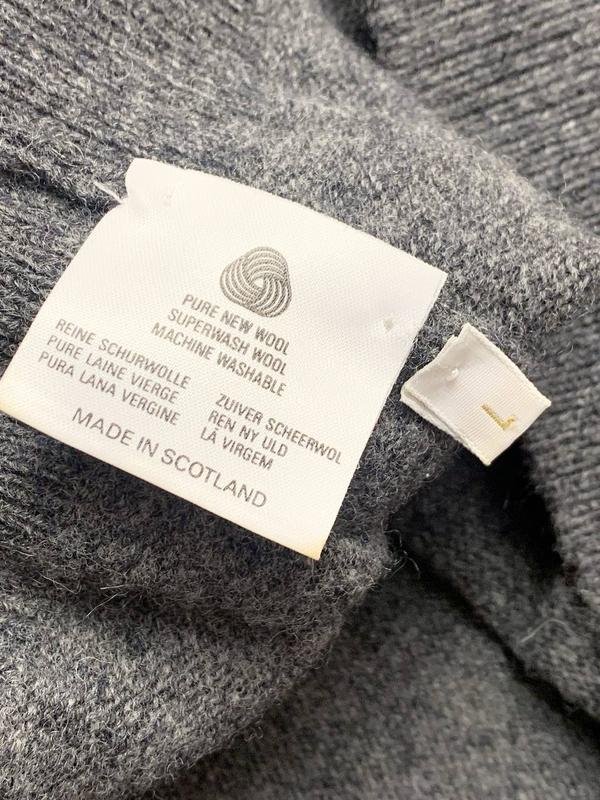 PURE NEW WOOL
SUPERWASH WOOL
MACHINE WASHABLE
REINE SCHURWOLLE
PURE LAINE VIERGE
PURA LANA VERGINE
ZUIVER SCHEERWOL
REN NY ULD
LÃ VIRGEM
MADE IN SCOTLAND
L